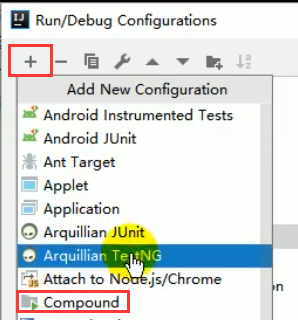 Run/Debug Configurations
Add New Configuration
Android Instrumented Tests
Android JUnit
Ant Target
Applet
Application
Arquillian JUnit
Arquillian TestNG
Attach to Node.js/Chrome
on
Compound